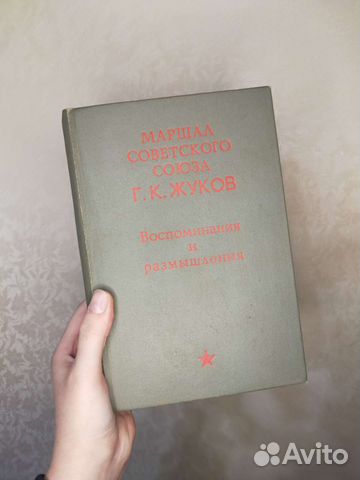 МАРШАЛ
СОВЕТСКОГО
СОЮЗА
Г. К. ЖУКОВ
Воспоминания
и
размышления
Avito